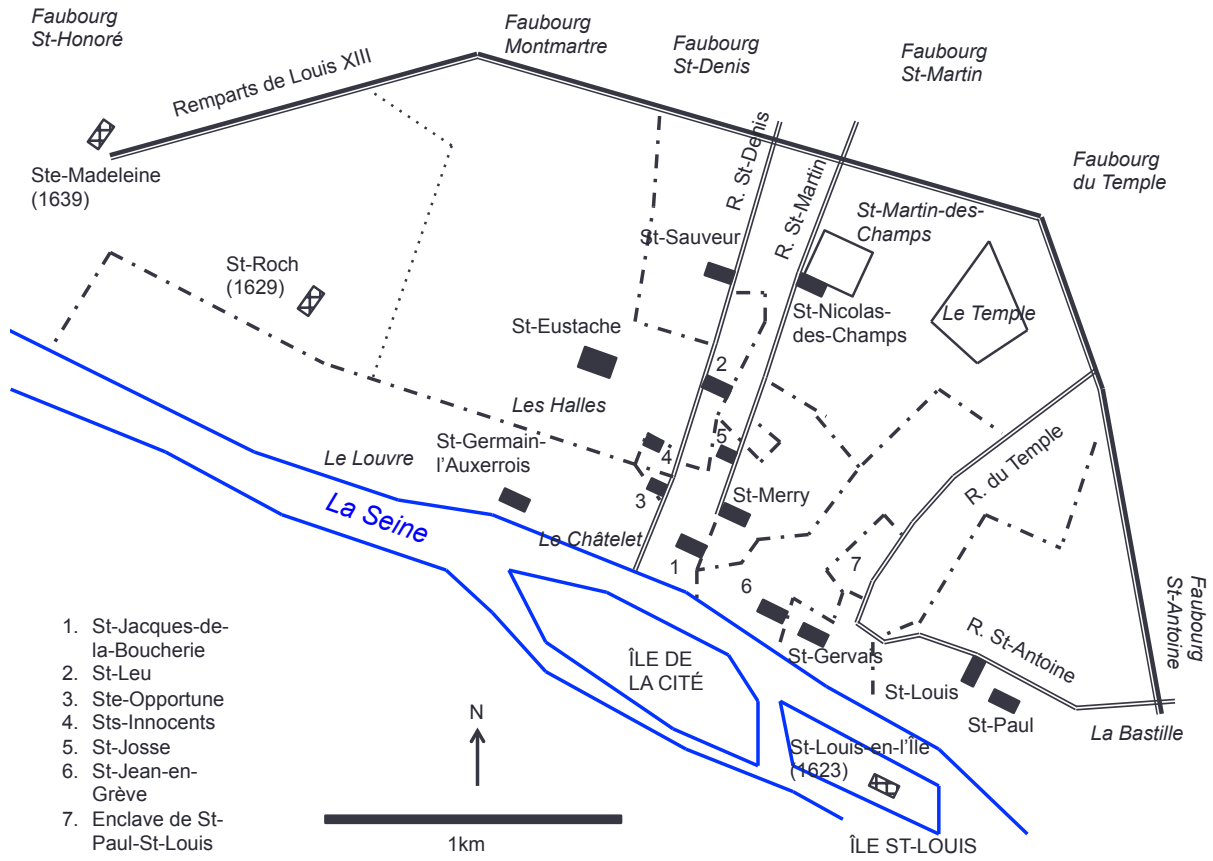 Faubourg
St-Honoré
Faubourg
Montmartre
Faubourg
St-Denis
Faubourg
St-Martin
Remparts de Louis XIII
Ste-Madeleine
(1639)
R. St-Denis
R. St-Martin
Faubourg
du Temple
St-Martin-des-
Champs
St-Sauveur
St-Roch
(1629)
St-Nicolas-
des-Champs
Le Temple
St-Eustache
2
Les Halles
5
St-Germain-
l'Auxerrois
4
Le Louvre
R. du Temple
3
St-Merry
La Seine
Le Châtelet
1
7
6
Faubourg
St-Antoine
R. St-Antoine
St-Gervais
ÎLE DE
LA CITÉ
St-Louis
St-Paul
La Bastille
N
St-Louis-en-l'Île
(1623)
1. St-Jacques-de-
la-Boucherie
2. St-Leu
3. Ste-Opportune
4. Sts-Innocents
5. St-Josse
6. St-Jean-en-
Grève
7. Enclave de St-
Paul-St-Louis
1km
ÎLE ST-LOUIS